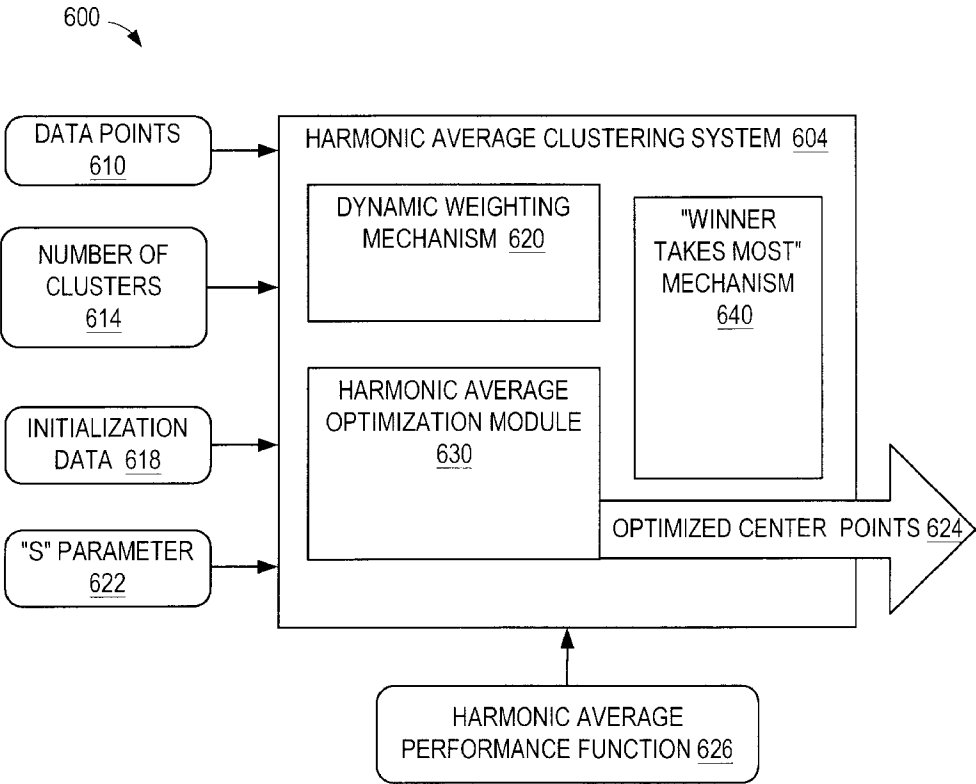 600
DATA POINTS
610
NUMBER OF
CLUSTERS
614
INITIALIZATION
DATA 618
"S" PARAMETER
622
HARMONIC AVERAGE CLUSTERING SYSTEM 604
DYNAMIC WEIGHTING
MECHANISM 620
"WINNER
TAKES MOST"
MECHANISM
640
HARMONIC AVERAGE
OPTIMIZATION MODULE
630
OPTIMIZED CENTER POINTS 624
HARMONIC AVERAGE
PERFORMANCE FUNCTION 626